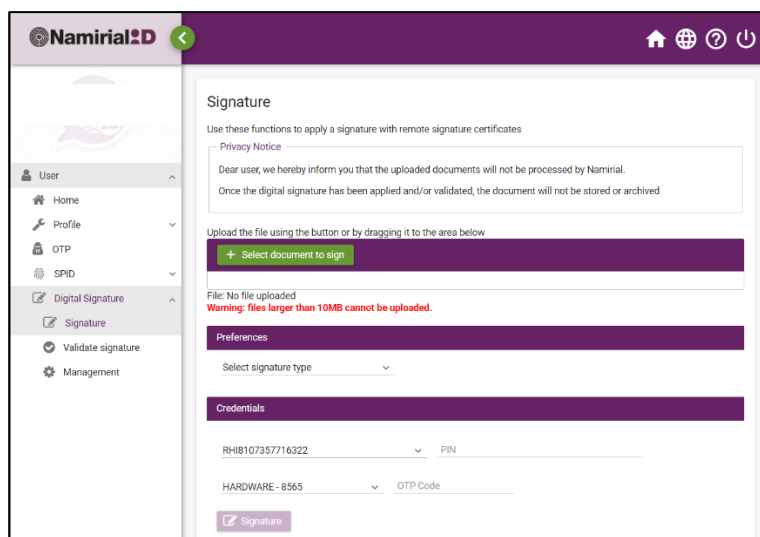 Namirial ID
Signature
Use these functions to apply a signature with remote signature certificates
Privacy Notice
Dear user, we hereby inform you that the uploaded documents will not be processed by Namirial.
Once the digital signature has been applied and/or validated, the document will not be stored or archived
User
Home
Profile
OTP
SPID
Digital Signature
Signature
Validate signature
Management
Upload the file using the button or by dragging it to the area below
+ Select document to sign
File: No file uploaded
Warning: files larger than 10MB cannot be uploaded.
Preferences
Select signature type
Credentials
RHI8107357716322 PIN
HARDWARE - 8565 OTP Code
Signature